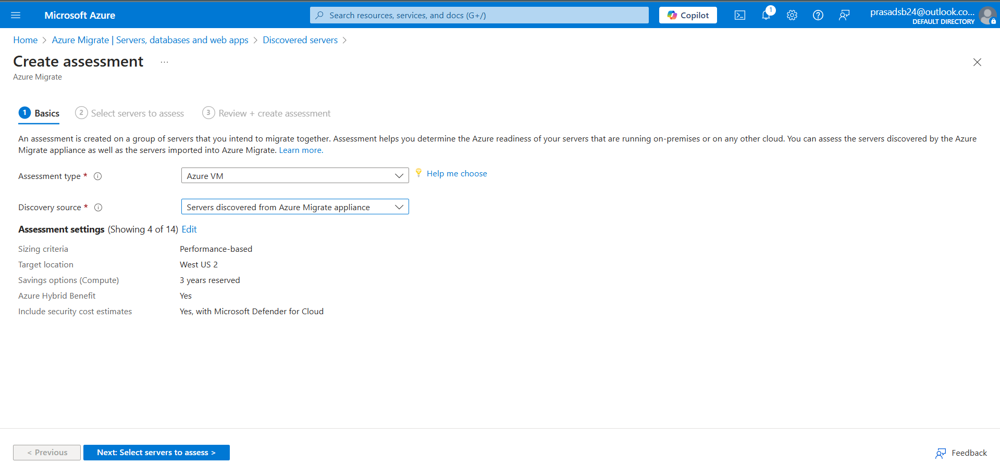 Microsoft Azure
Search resources, services, and docs (G+/)
Copilot
1
prasadsb24@outlook.co...
DEFAULT DIRECTORY
Home > Azure Migrate | Servers, databases and web apps > Discovered servers >
Create assessment ...
Azure Migrate
1 Basics 2 Select servers to assess 3 Review + create assessment
An assessment is created on a group of servers that you intend to migrate together. Assessment helps you determine the Azure readiness of your servers that are running on-premises or on any other cloud. You can assess the servers discovered by the Azure
Migrate appliance as well as the servers imported into Azure Migrate. Learn more.
Assessment type * Azure VM Help me choose
Discovery source * Servers discovered from Azure Migrate appliance
Assessment settings (Showing 4 of 14) Edit
Sizing criteria Performance-based
Target location West US 2
Savings options (Compute) 3 years reserved
Azure Hybrid Benefit Yes
Include security cost estimates Yes, with Microsoft Defender for Cloud
< Previous Next: Select servers to assess > Feedback